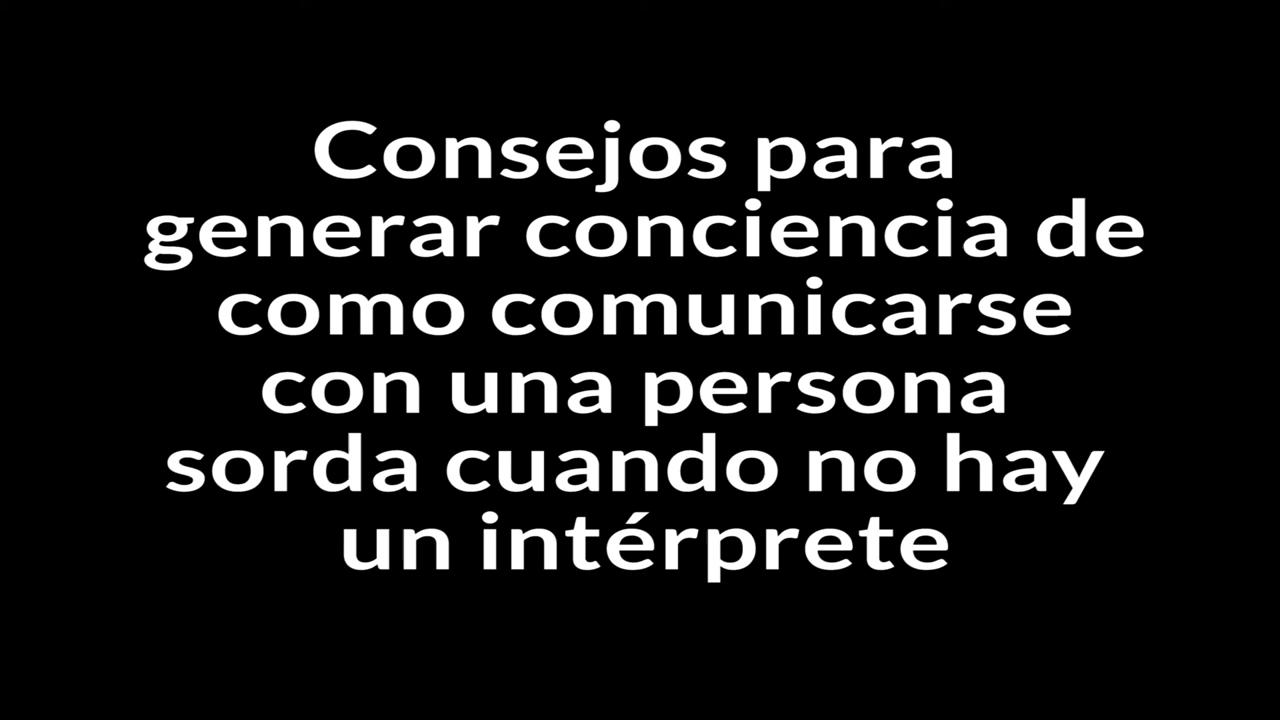 Consejos para
generar conciencia de
como comunicarse
con una persona
sorda cuando no hay
un intérprete